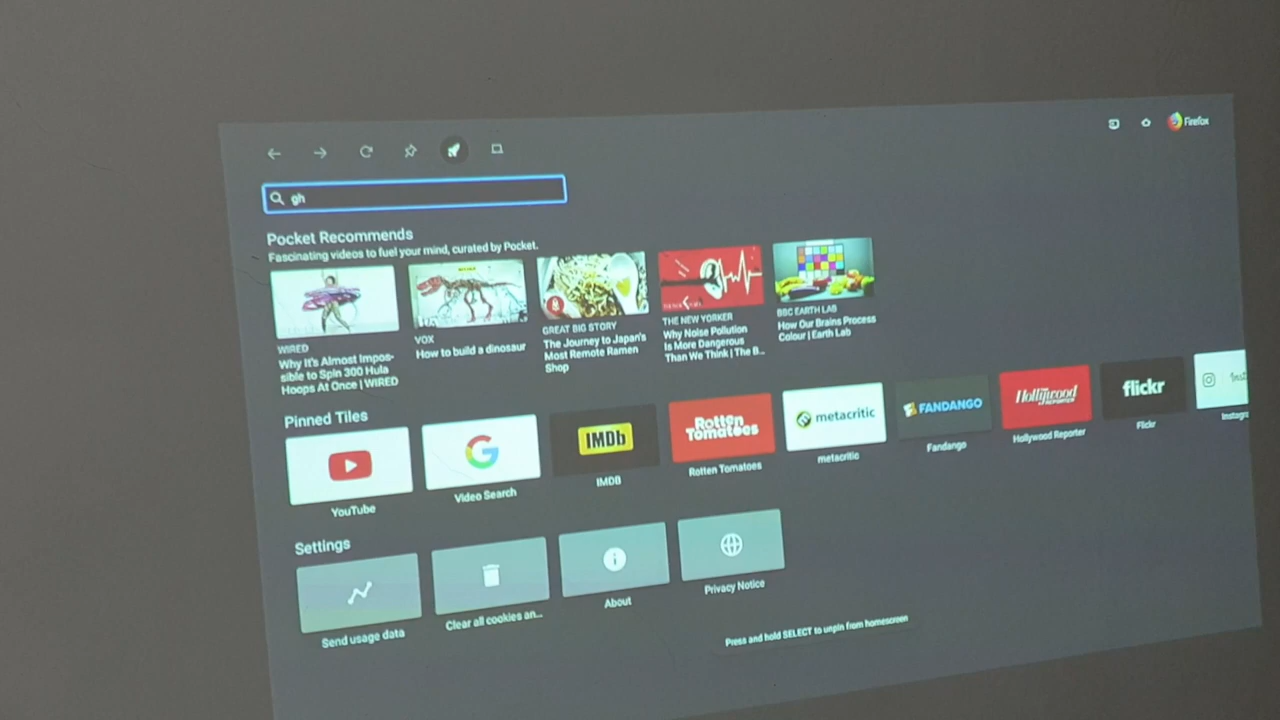 Firefox
gh
Pocket Recommends
Fascinating videos to fuel your mind, curated by Pocket.
WIRED
Why It's Almost Impos-
sible to Spin 300 Hula
Hoops At Once | WIRED
VOX
How to build a dinosaur
GREAT BIG STORY
The Journey to Japan's
Most Remote Ramen
Shop
THE NEW YORKER
Why Noise Pollution
Is More Dangerous
Than We Think | The B...
BBC EARTH LAB
How Our Brains Process
Colour | Earth Lab
Pinned Tiles
YouTube
Video Search
IMDb
IMDB
Rotten
Tomatoes
Rotten Tomatoes
metacritic
metacritic
FANDANGO
Fandango
Hollywood
REPORTER
Hollywood Reporter
flickr
Flickr
Inst
Instagra
Settings
Send usage data
Clear all cookies an...
About
Privacy Notice
Press and hold SELECT to unpin from homescreen